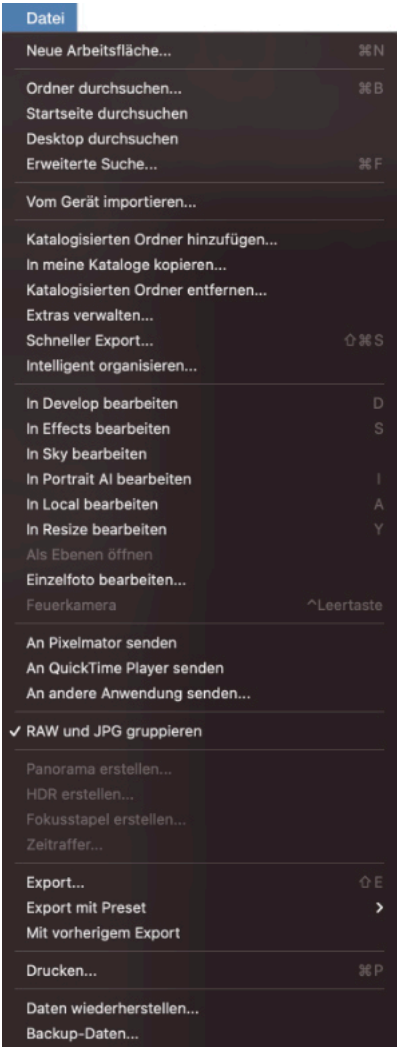 Datei
Neue Arbeitsfläche... ⌘N
Ordner durchsuchen... ⌘B
Startseite durchsuchen
Desktop durchsuchen
Erweiterte Suche... ⌘F
Vom Gerät importieren...
Katalogisierten Ordner hinzufügen...
In meine Kataloge kopieren...
Katalogisierten Ordner entfernen...
Extras verwalten...
Schneller Export... ⇧⌘S
Intelligent organisieren...
In Develop bearbeiten D
In Effects bearbeiten S
In Sky bearbeiten
In Portrait AI bearbeiten I
In Local bearbeiten A
In Resize bearbeiten Y
Als Ebenen öffnen
Einzelfoto bearbeiten...
Feuerkamera ^Leertaste
An Pixelmator senden
An QuickTime Player senden
An andere Anwendung senden...
✓ RAW und JPG gruppieren
Panorama erstellen...
HDR erstellen...
Fokusstapel erstellen...
Zeitraffer...
Export... ⇧E
Export mit Preset >
Mit vorherigem Export
Drucken... ⌘P
Daten wiederherstellen...
Backup-Daten...